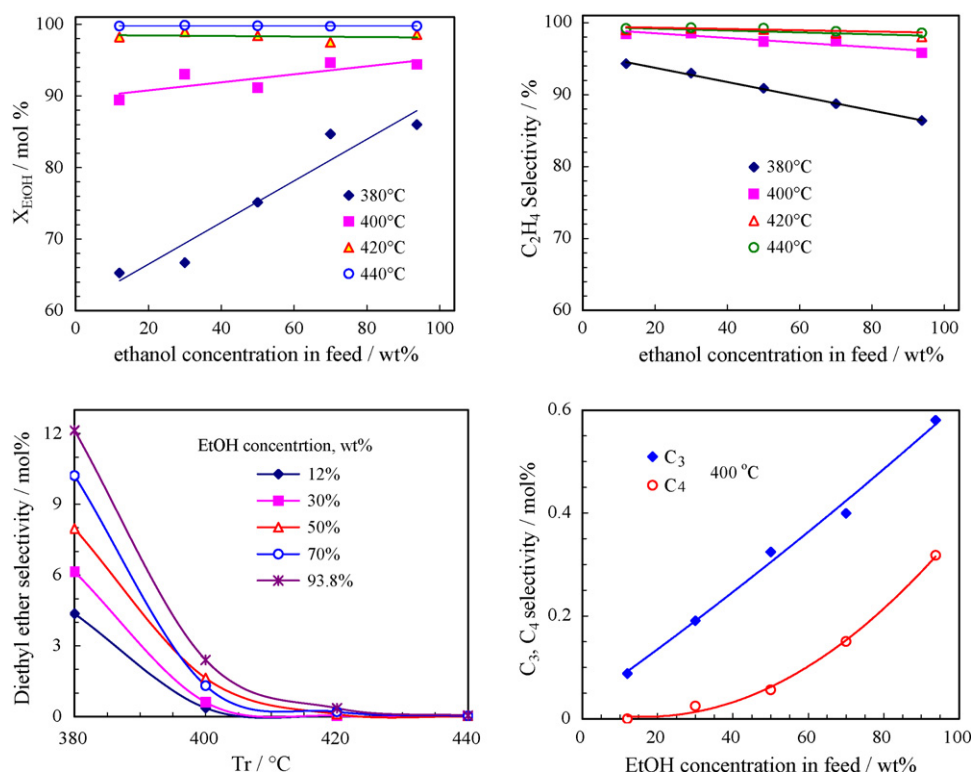 100
90
80
70
60
X_EtOH / mol %
380°C
400°C
420°C
440°C
0 20 40 60 80 100
ethanol concentration in feed / wt%
100
90
80
70
60
C₂H₄ Selectivity / %
380°C
400°C
420°C
440°C
0 20 40 60 80 100
ethanol concentration in feed / wt%
12
9
6
3
0
Diethyl ether selectivity / mol%
EtOH concentrtion, wt%
12%
30%
50%
70%
93.8%
380 400 420 440
Tr / °C
0.6
0.4
0.2
0
C₃, C₄ selectivity / mol%
C₃
C₄ 400 °C
0 20 40 60 80 100
EtOH concentration in feed / wt%